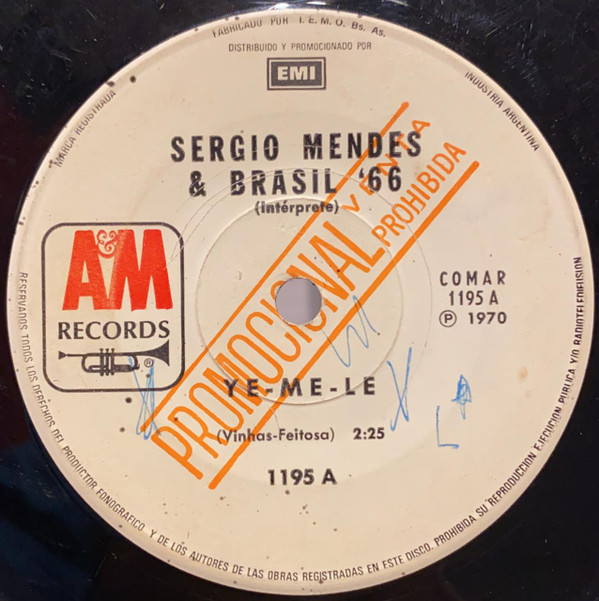 FABRICADO POR I.E.M.O. Bs. As.
DISTRIBUIDO Y PROMOCIONADO POR
EMI
MARCA REGISTRADA
INDUSTRIA ARGENTINA
SERGIO MENDES
& BRASIL '66
(intérprete)
VENTA
PROHIBIDA
PROMOCIONAL
A&M
RECORDS
®
COMAR
1195 A
℗ 1970
YE-ME-LE
(Vinhas-Feitosa) 2:25
1195 A
RESERVADOS TODOS LOS DERECHOS DEL PRODUCTOR FONOGRAFICO Y DE LOS AUTORES DE LAS OBRAS REGISTRADAS EN ESTE DISCO. PROHIBIDA SU REPRODUCCION, EJECUCION PUBLICA Y/O RADIOTELEDIFUSION